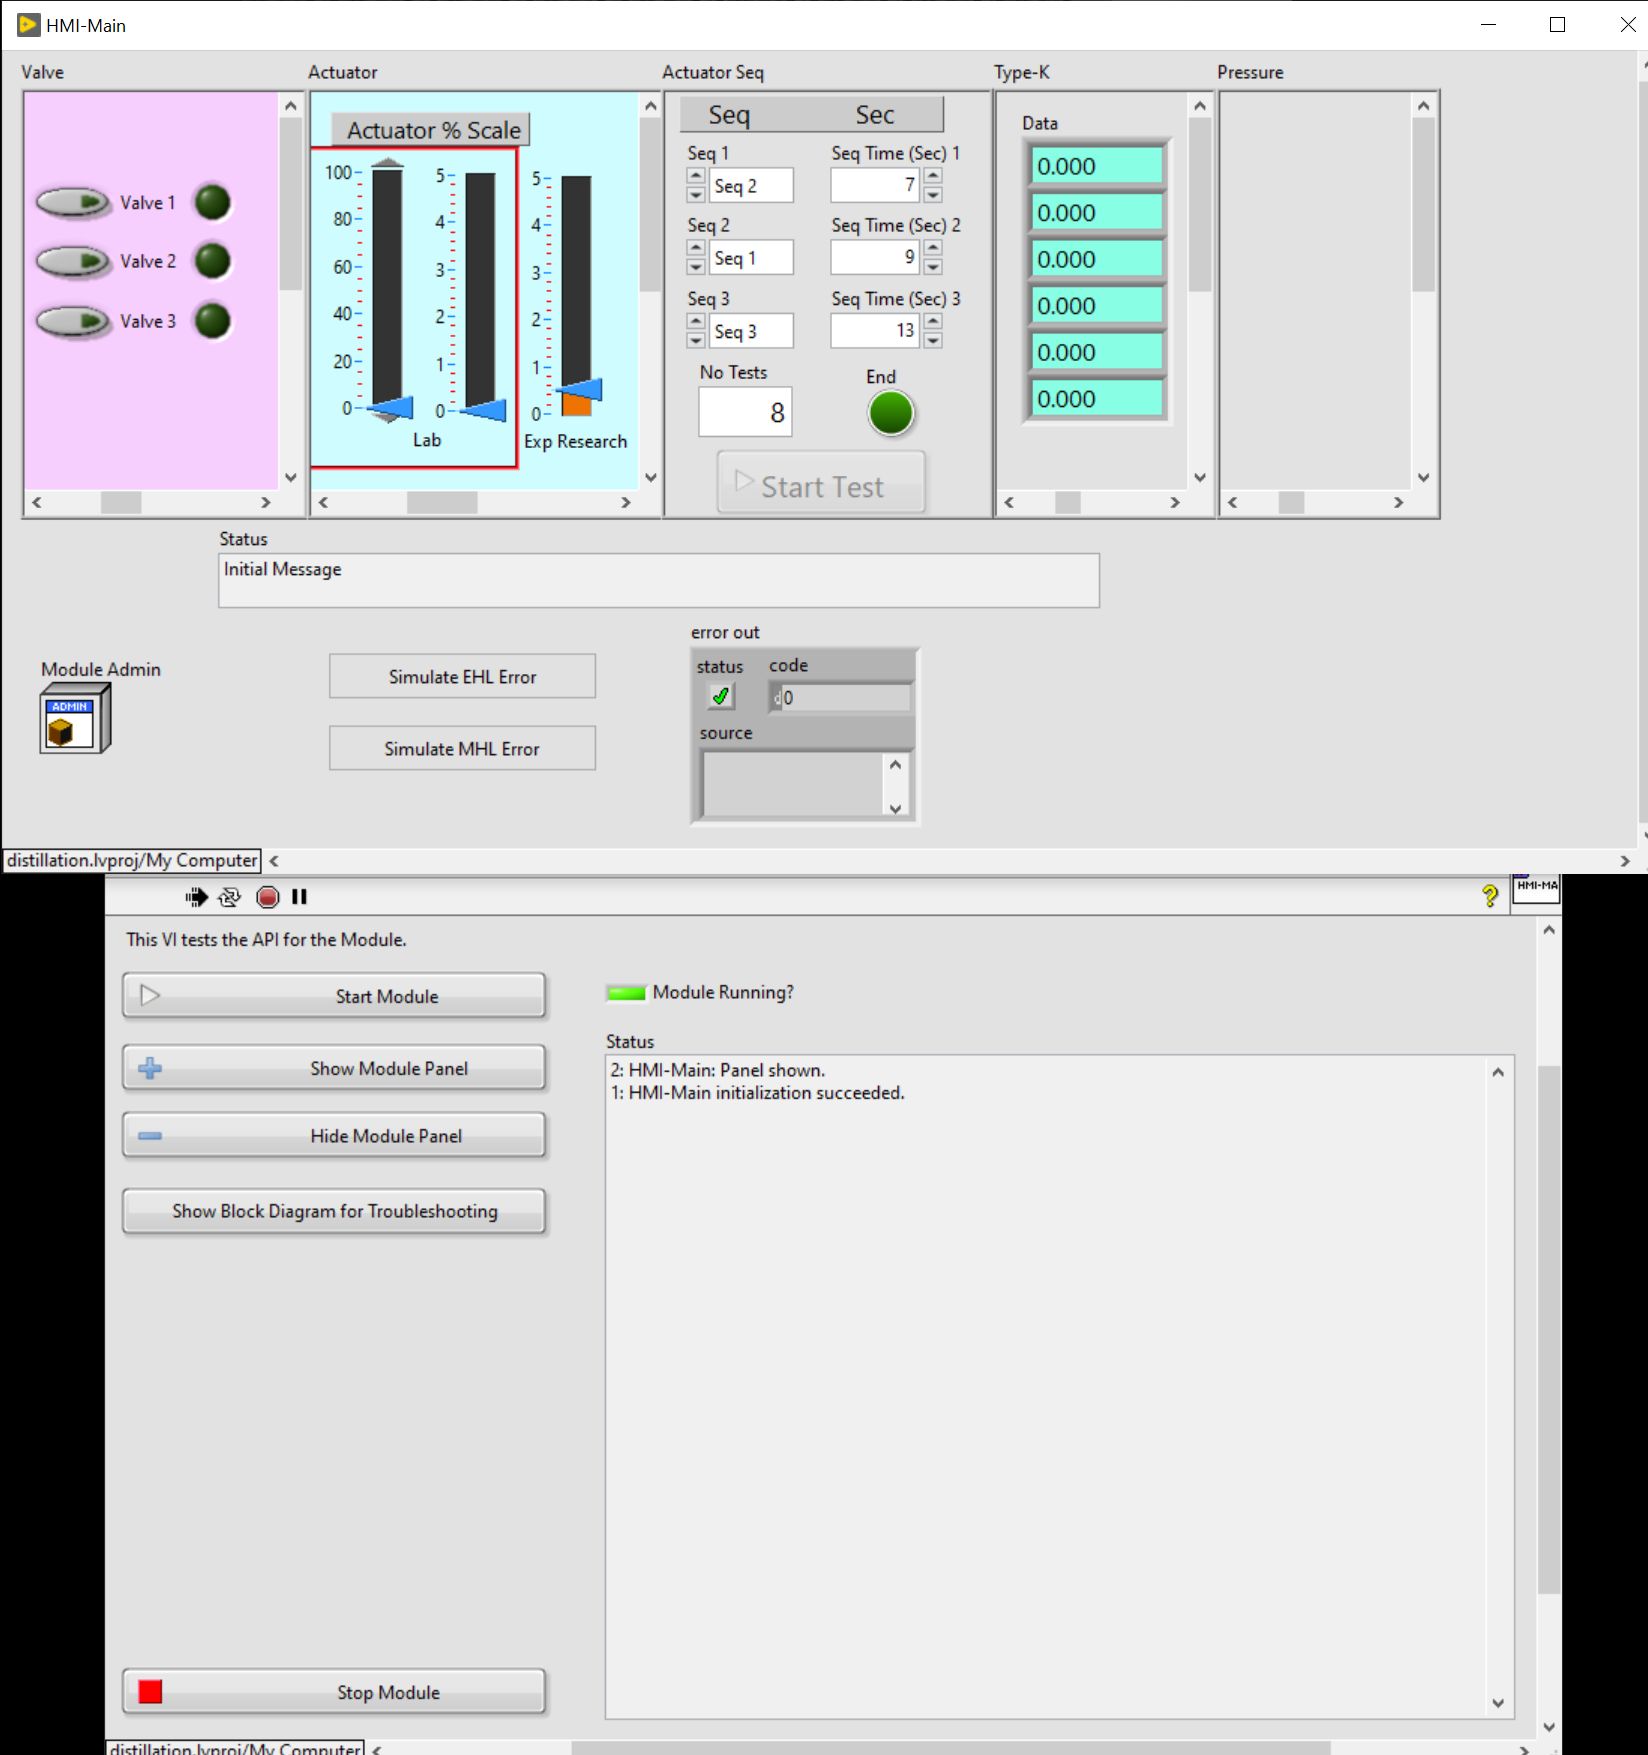 HMI-Main
Valve
Actuator
Actuator Seq
Type-K
Pressure
Valve 1
Valve 2
Valve 3
Actuator % Scale
100
80
60
40
20
0
5
4
3
2
1
0
Lab
5
4
3
2
1
0
Exp Research
Seq Sec
Seq 1 Seq Time (Sec) 1
Seq 2 7
Seq 2 Seq Time (Sec) 2
Seq 1 9
Seq 3 Seq Time (Sec) 3
Seq 3 13
No Tests End
8
Start Test
Data
0.000
0.000
0.000
0.000
0.000
0.000
Status
Initial Message
Module Admin
ADMIN
Simulate EHL Error
Simulate MHL Error
error out
status code
d0
source
distillation.lvproj/My Computer
HMI-MA
This VI tests the API for the Module.
Start Module
Show Module Panel
Hide Module Panel
Show Block Diagram for Troubleshooting
Stop Module
Module Running?
Status
2: HMI-Main: Panel shown.
1: HMI-Main initialization succeeded.
distillation.lvproj/My Computer